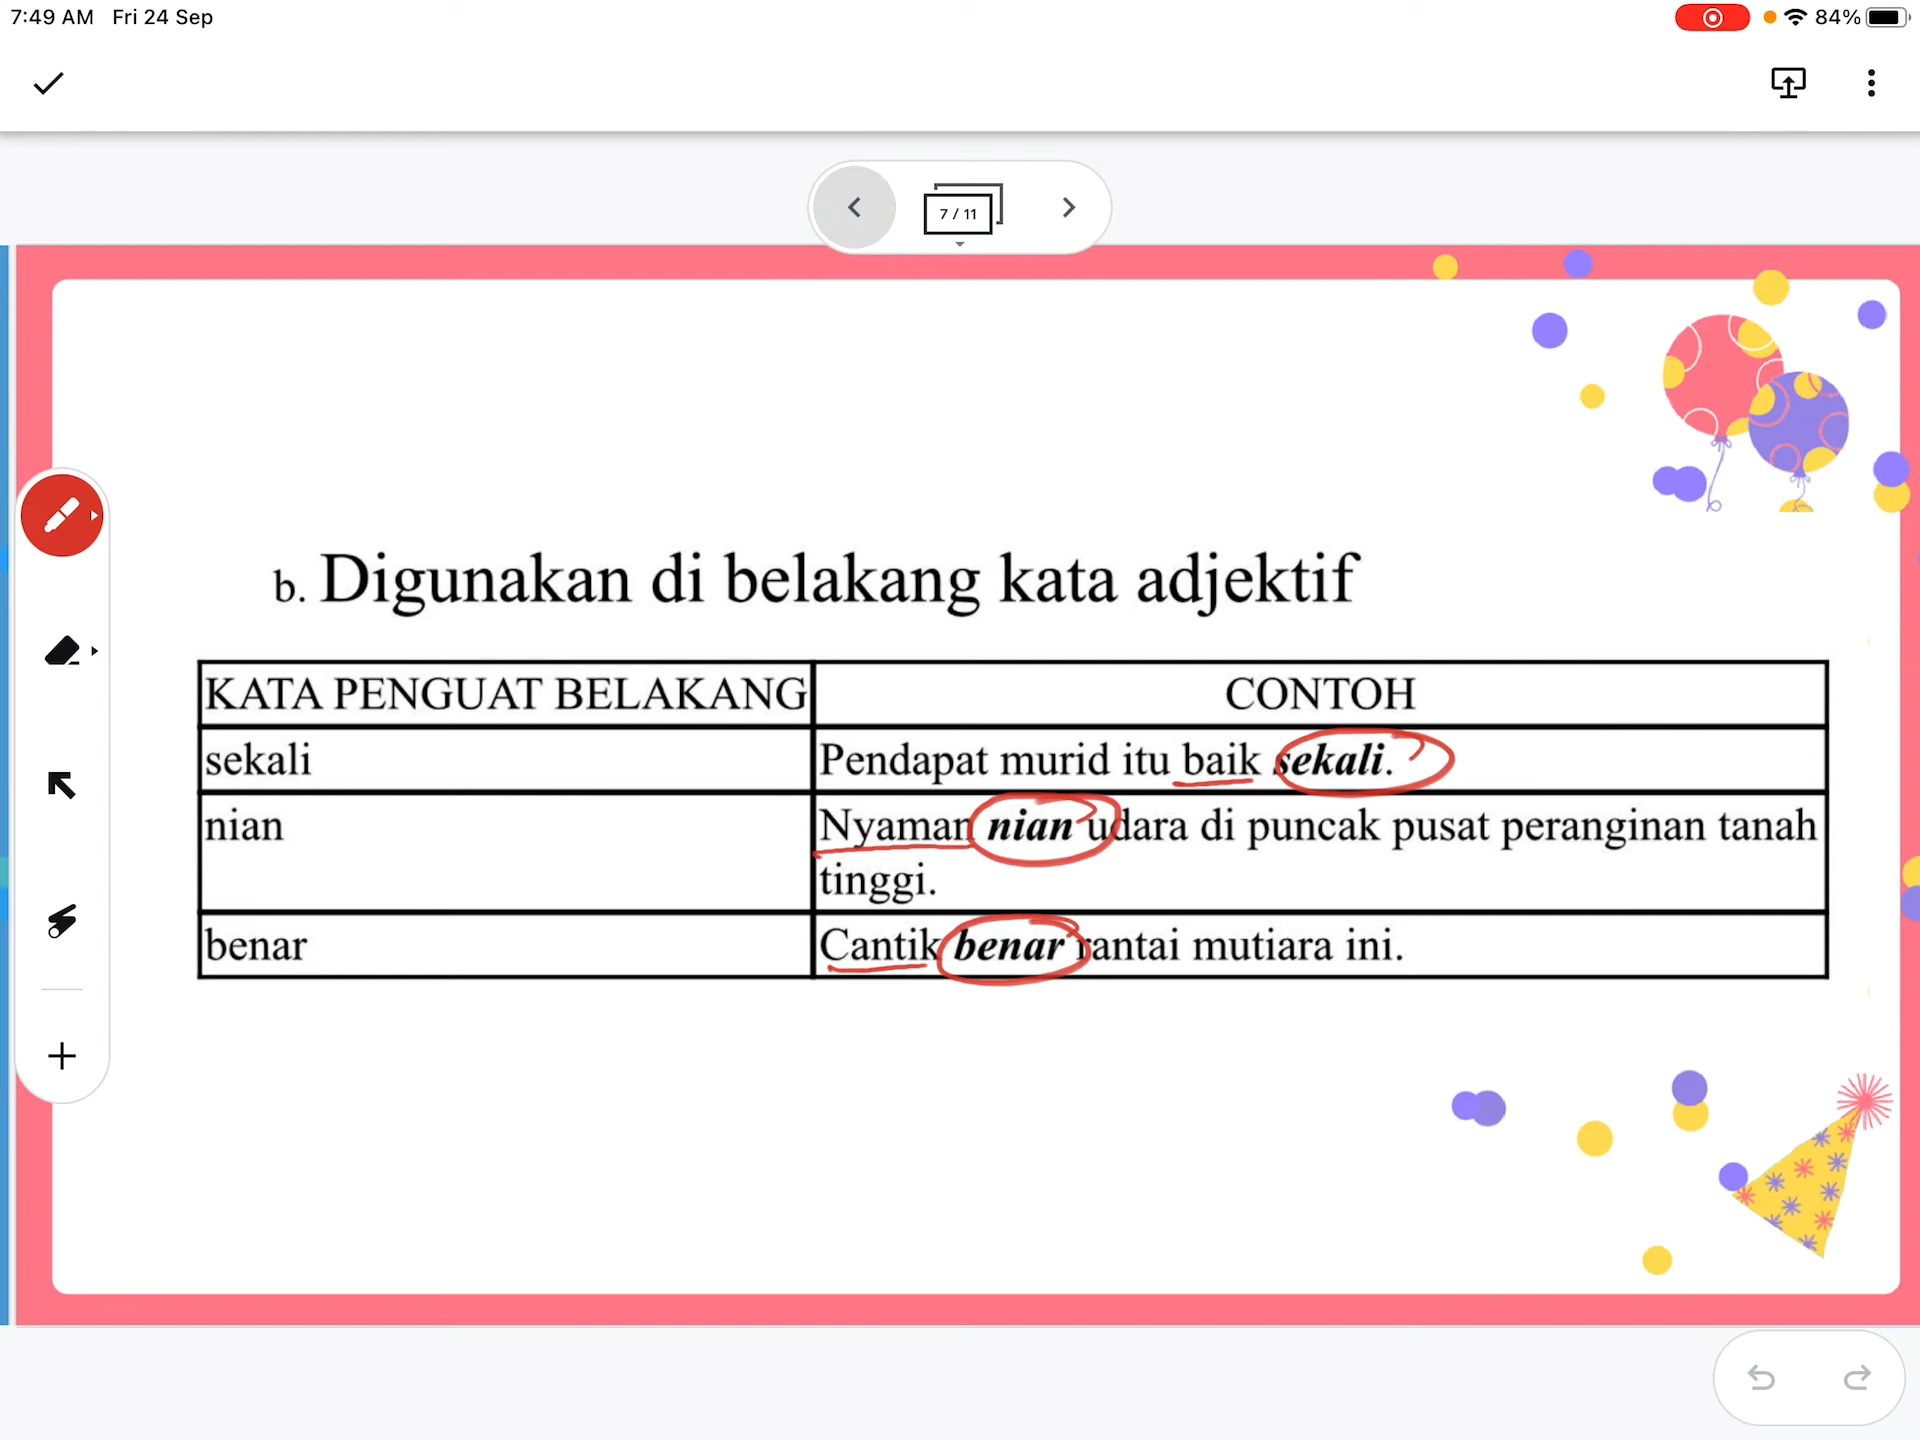 7:49 AM Fri 24 Sep
84%
7 / 11
b. Digunakan di belakang kata adjektif
KATA PENGUAT BELAKANG
CONTOH
sekali
Pendapat murid itu baik sekali.
nian
Nyaman nian udara di puncak pusat peranginan tanah
tinggi.
benar
Cantik benar rantai mutiara ini.